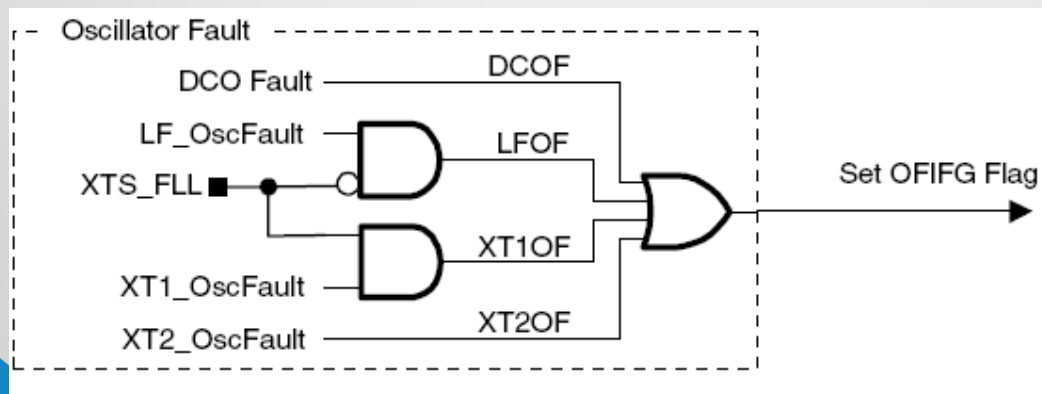 Oscillator Fault
DCO Fault
DCOF
LF_OscFault
LFOF
XTS_FLL
Set OFIFG Flag
XT1OF
XT1_OscFault
XT2OF
XT2_OscFault